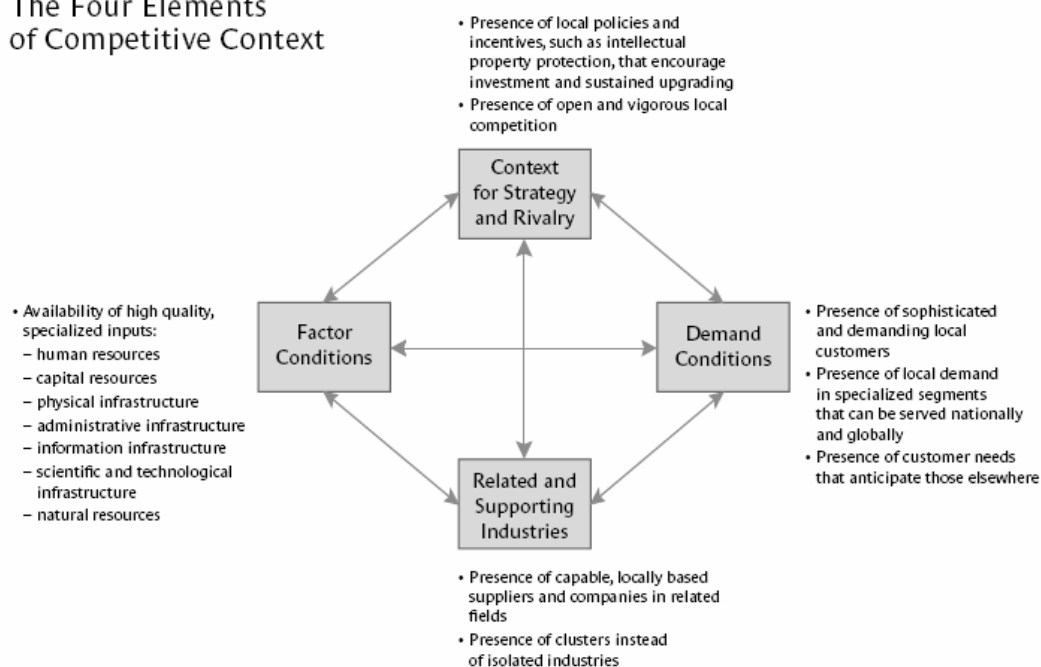 The Four Elements
of Competitive Context
• Presence of local policies and
incentives, such as intellectual
property protection, that encourage
investment and sustained upgrading
• Presence of open and vigorous local
competition
Context
for Strategy
and Rivalry
• Availability of high quality,
specialized inputs:
– human resources
– capital resources
– physical infrastructure
– administrative infrastructure
– information infrastructure
– scientific and technological
infrastructure
– natural resources
Factor
Conditions
Demand
Conditions
• Presence of sophisticated
and demanding local
customers
• Presence of local demand
in specialized segments
that can be served nationally
and globally
• Presence of customer needs
that anticipate those elsewhere
Related and
Supporting
Industries
• Presence of capable, locally based
suppliers and companies in related
fields
• Presence of clusters instead
of isolated industries